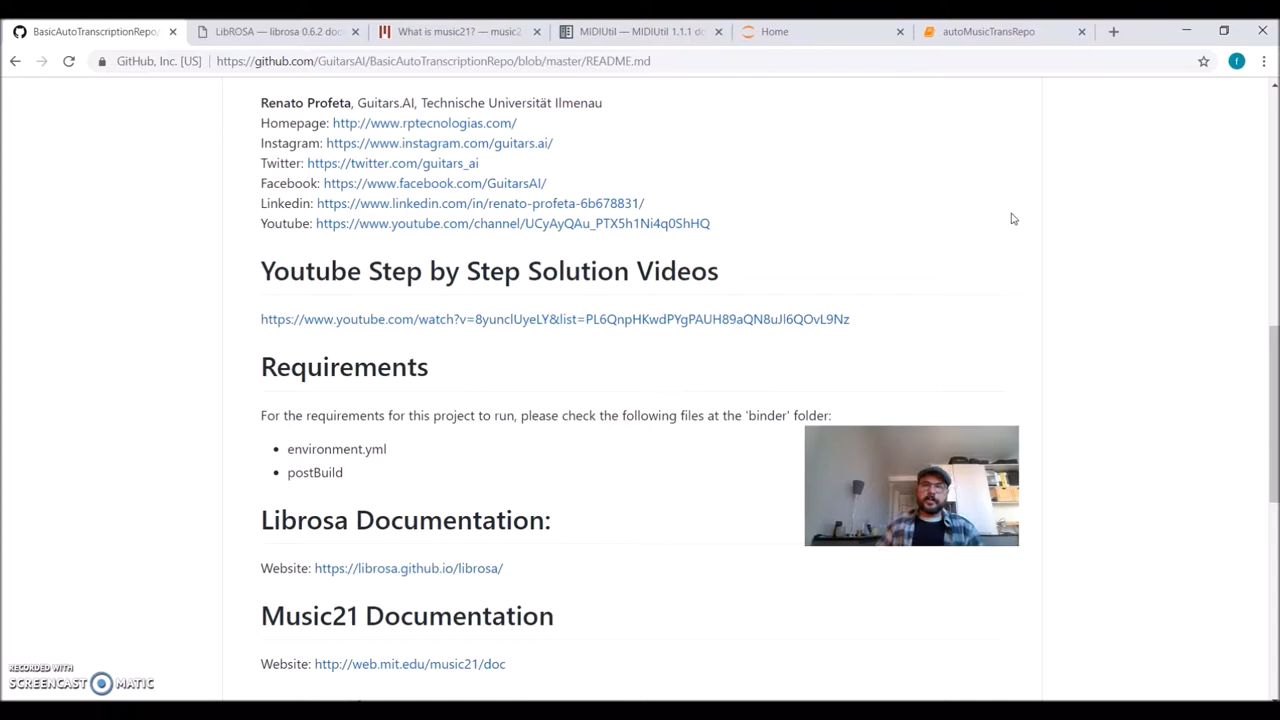 BasicAutoTranscriptionRepo/
LibROSA — librosa 0.6.2 doc
What is music21? — music2
MIDIUtil — MIDIUtil 1.1.1 do
Home
autoMusicTransRepo
GitHub, Inc. [US]
https://github.com/GuitarsAI/BasicAutoTranscriptionRepo/blob/master/README.md
Renato Profeta, Guitars.AI, Technische Universität Ilmenau
Homepage: http://www.rptecnologias.com/
Instagram: https://www.instagram.com/guitars.ai/
Twitter: https://twitter.com/guitars_ai
Facebook: https://www.facebook.com/GuitarsAI/
Linkedin: https://www.linkedin.com/in/renato-profeta-6b678831/
Youtube: https://www.youtube.com/channel/UCyAyQAu_PTX5h1Ni4q0ShHQ
Youtube Step by Step Solution Videos
https://www.youtube.com/watch?v=8yunclUyeLY&list=PL6QnpHKwdPYgPAUH89aQN8uJl6QOvL9Nz
Requirements
For the requirements for this project to run, please check the following files at the 'binder' folder:
• environment.yml
• postBuild
Librosa Documentation:
Website: https://librosa.github.io/librosa/
Music21 Documentation
Website: http://web.mit.edu/music21/doc
RECORDED WITH
SCREENCAST MATIC